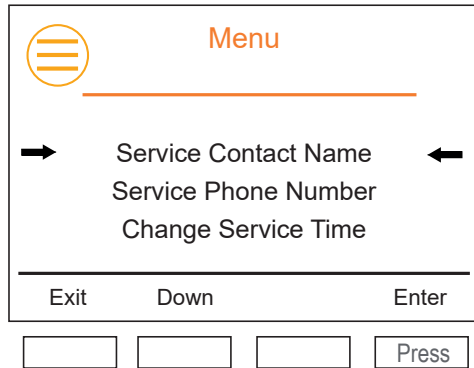 Menu
Service Contact Name
Service Phone Number
Change Service Time
Exit Down Enter
Press